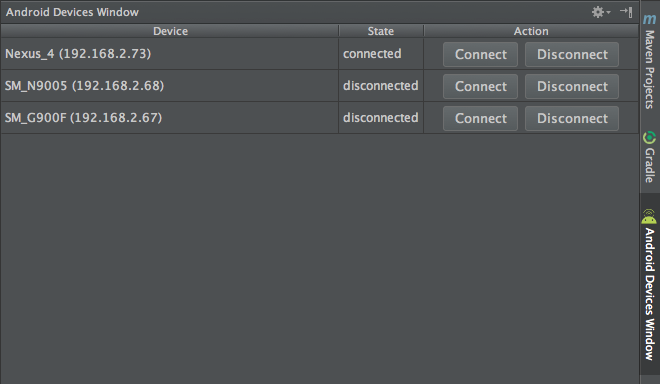 Android Devices Window
Device State Action
Nexus_4 (192.168.2.73) connected Connect Disconnect
SM_N9005 (192.168.2.68) disconnected Connect Disconnect
SM_G900F (192.168.2.67) disconnected Connect Disconnect
m Maven Projects
Gradle
Android Devices Window